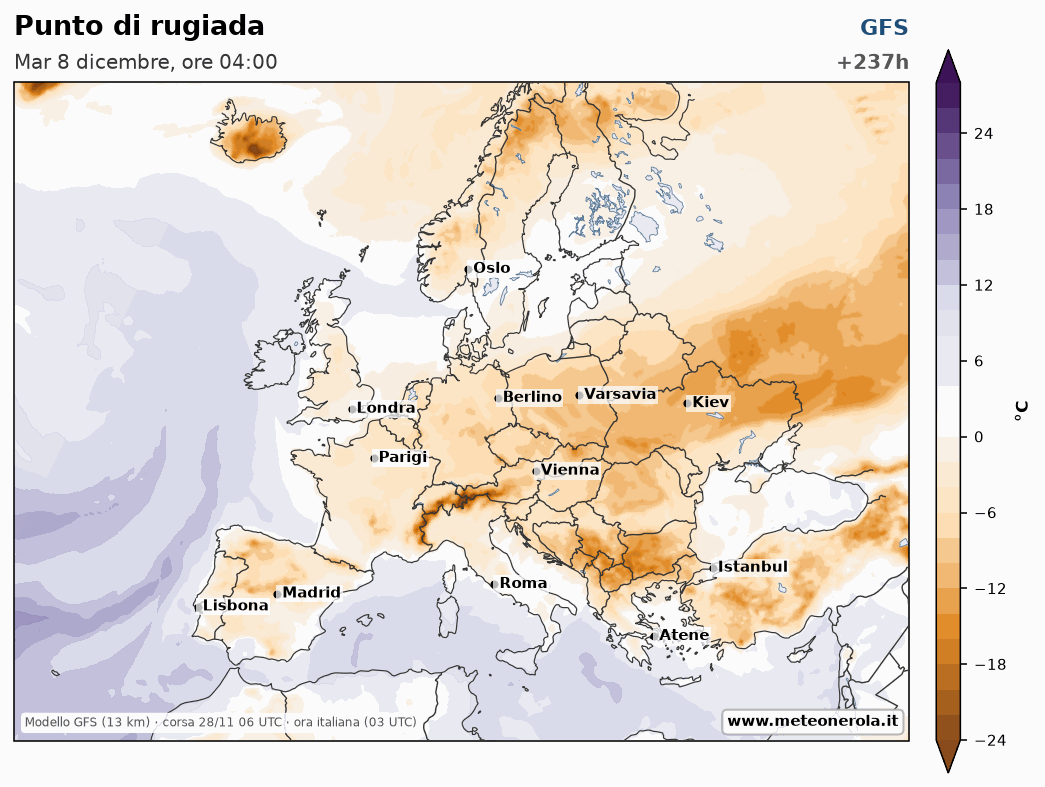 Punto di rugiada
GFS
Mar 8 dicembre, ore 04:00
+237h
Oslo
Londra
Berlino
Varsavia
Kiev
Parigi
Vienna
Roma
Istanbul
Madrid
Lisbona
Atene
Modello GFS (13 km) · corsa 28/11 06 UTC · ora italiana (03 UTC)
www.meteonerola.it
24
18
12
6
0
−6
−12
−18
−24
°C